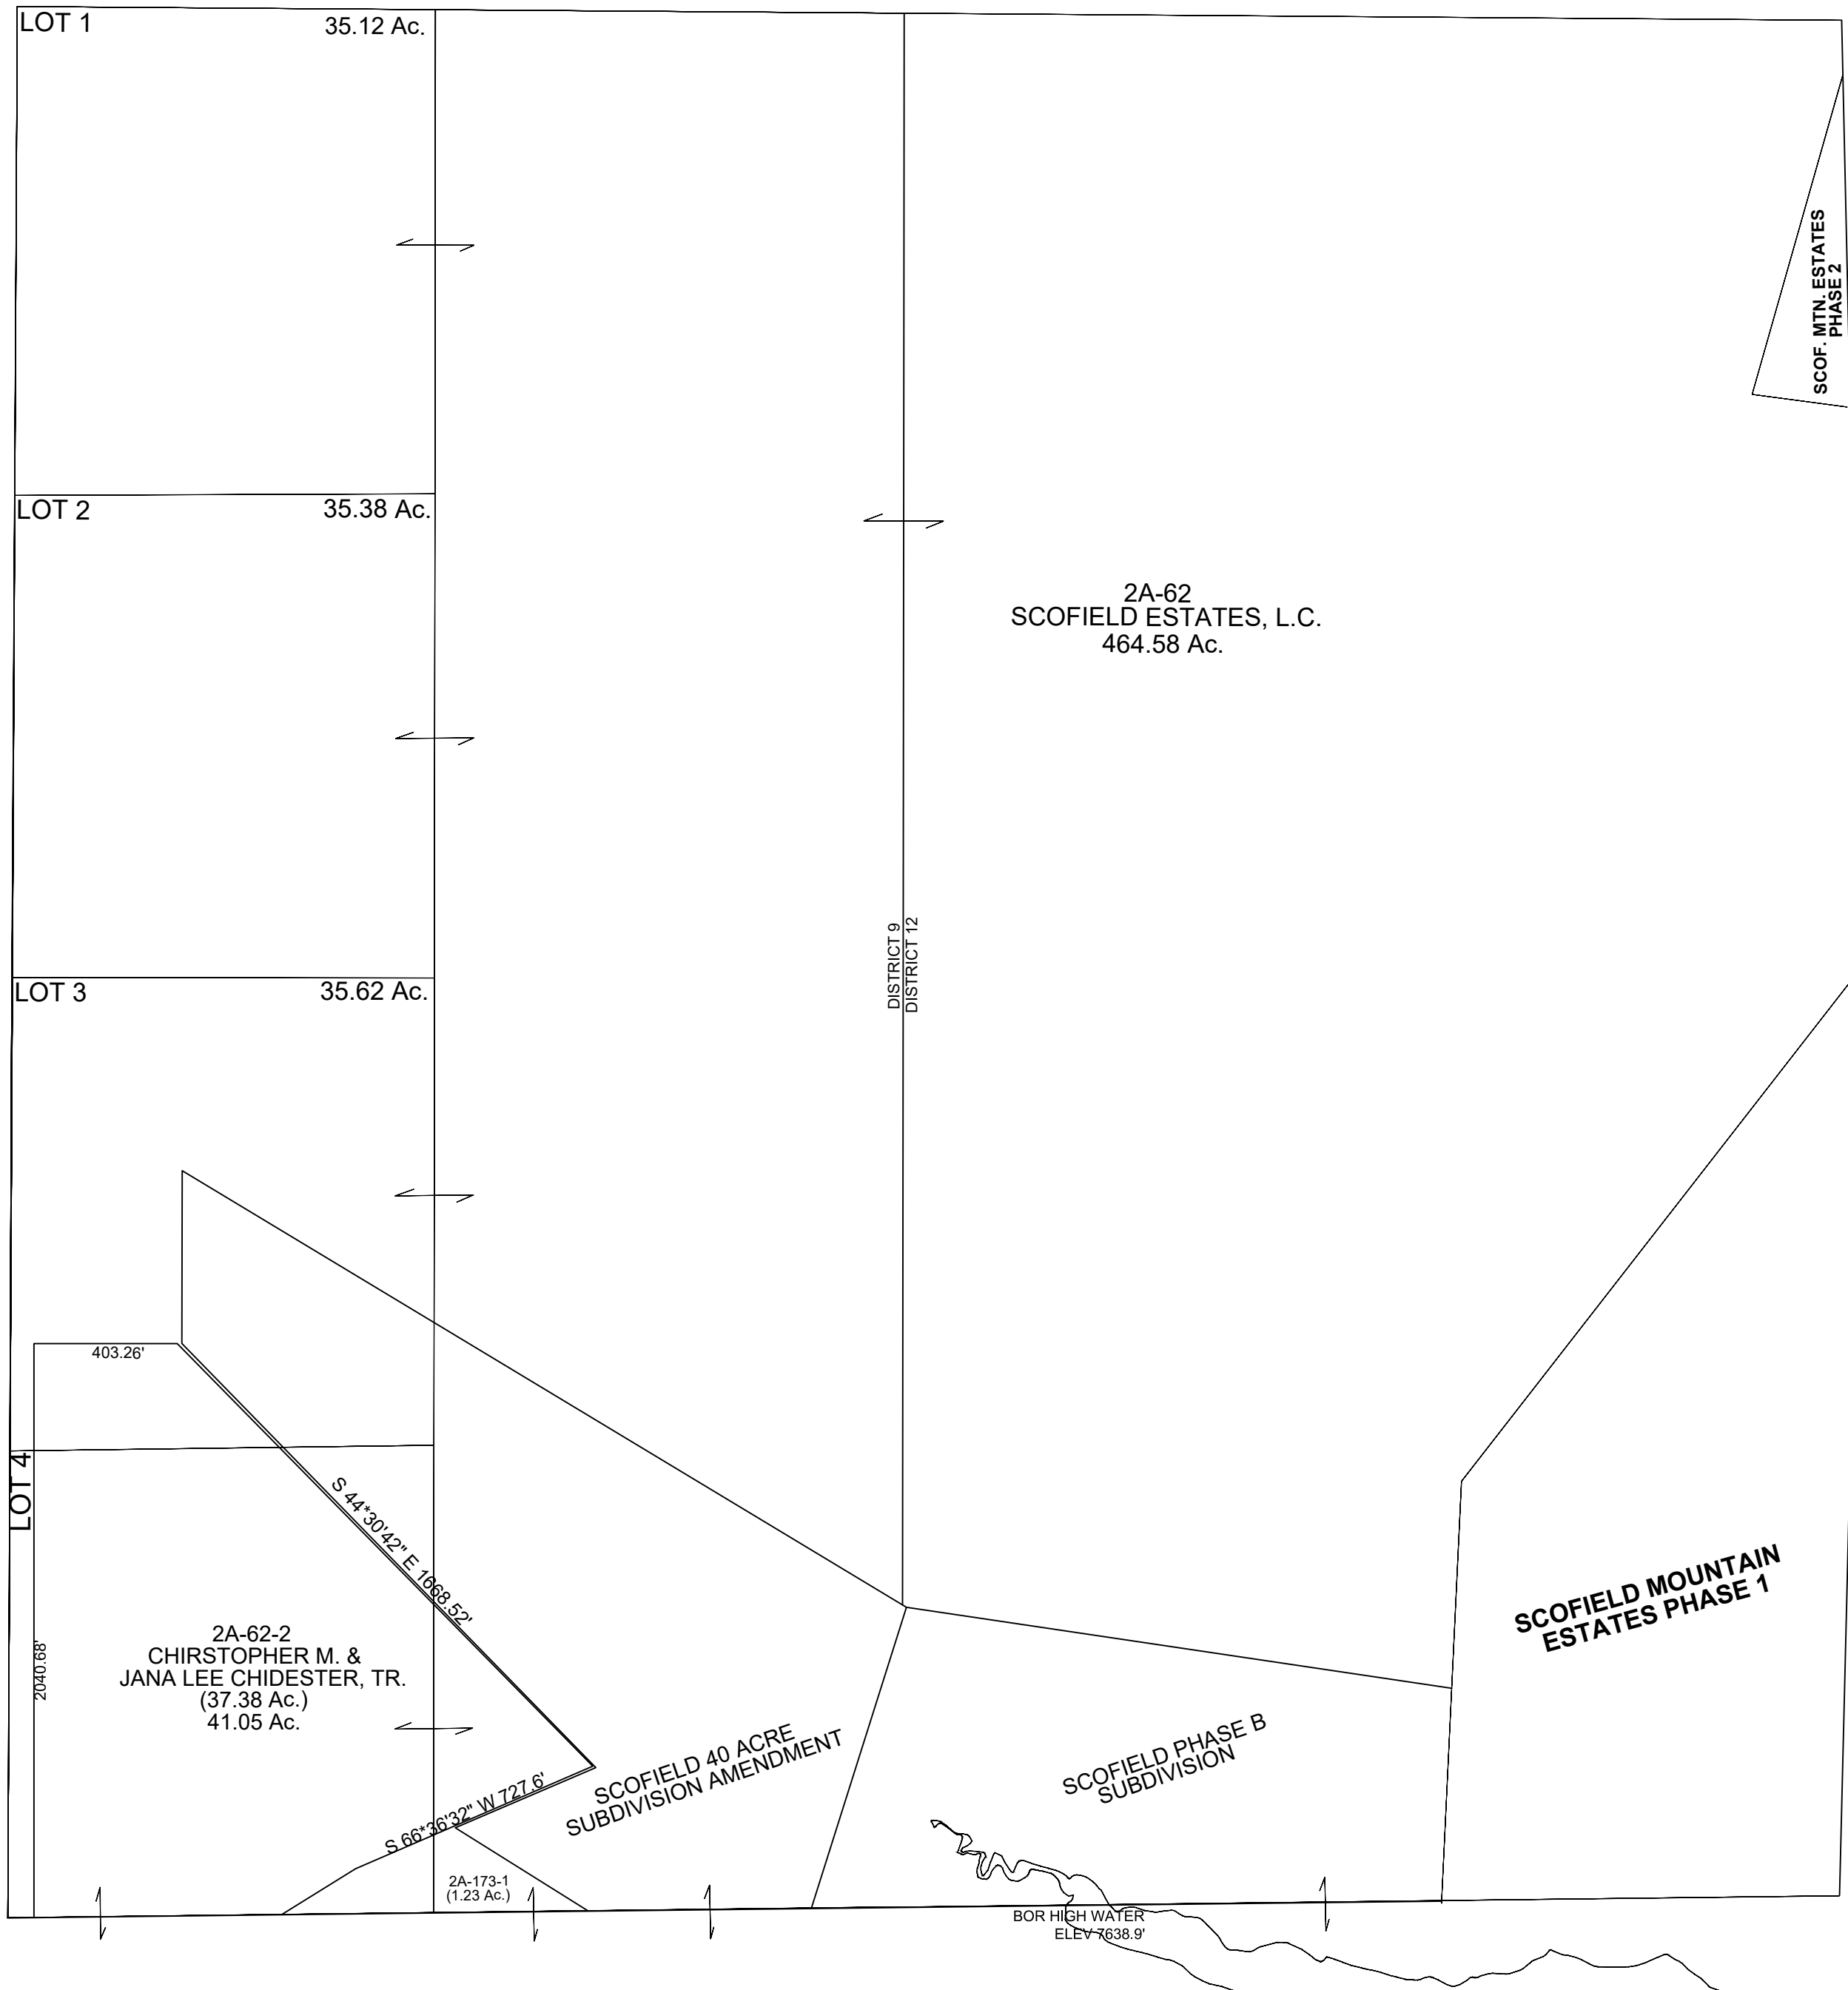 LOT 1
35.12 Ac.
SCOF. MTN. ESTATES
PHASE 2
LOT 2
35.38 Ac.
2A-62
SCOFIELD ESTATES, L.C.
464.58 Ac.
DISTRICT 9
DISTRICT 12
LOT 3
35.62 Ac.
403.26'
LOT 4
S 44*30'42" E 1668.52'
2040.68'
2A-62-2
CHIRSTOPHER M. &
JANA LEE CHIDESTER, TR.
(37.38 Ac.)
41.05 Ac.
SCOFIELD MOUNTAIN
ESTATES PHASE 1
SCOFIELD 40 ACRE
SUBDIVISION AMENDMENT
SCOFIELD PHASE B
SUBDIVISION
S 66*36'32" W 727.6'
2A-173-1
(1.23 Ac.)
BOR HIGH WATER
ELEV 7638.9'